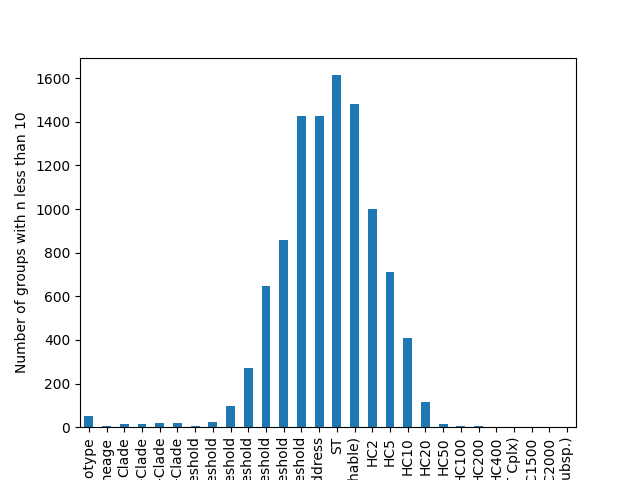 Number of groups with n less than 10
1600
1400
1200
1000
800
600
400
200
0
otype
neage
Clade
-Clade
-Clade
-Clade
eshold
eshold
eshold
eshold
eshold
eshold
eshold
ddress
ST
hable)
HC2
HC5
HC10
HC20
HC50
HC100
HC200
HC400
Cplx)
C1500
C2000
ubsp.)